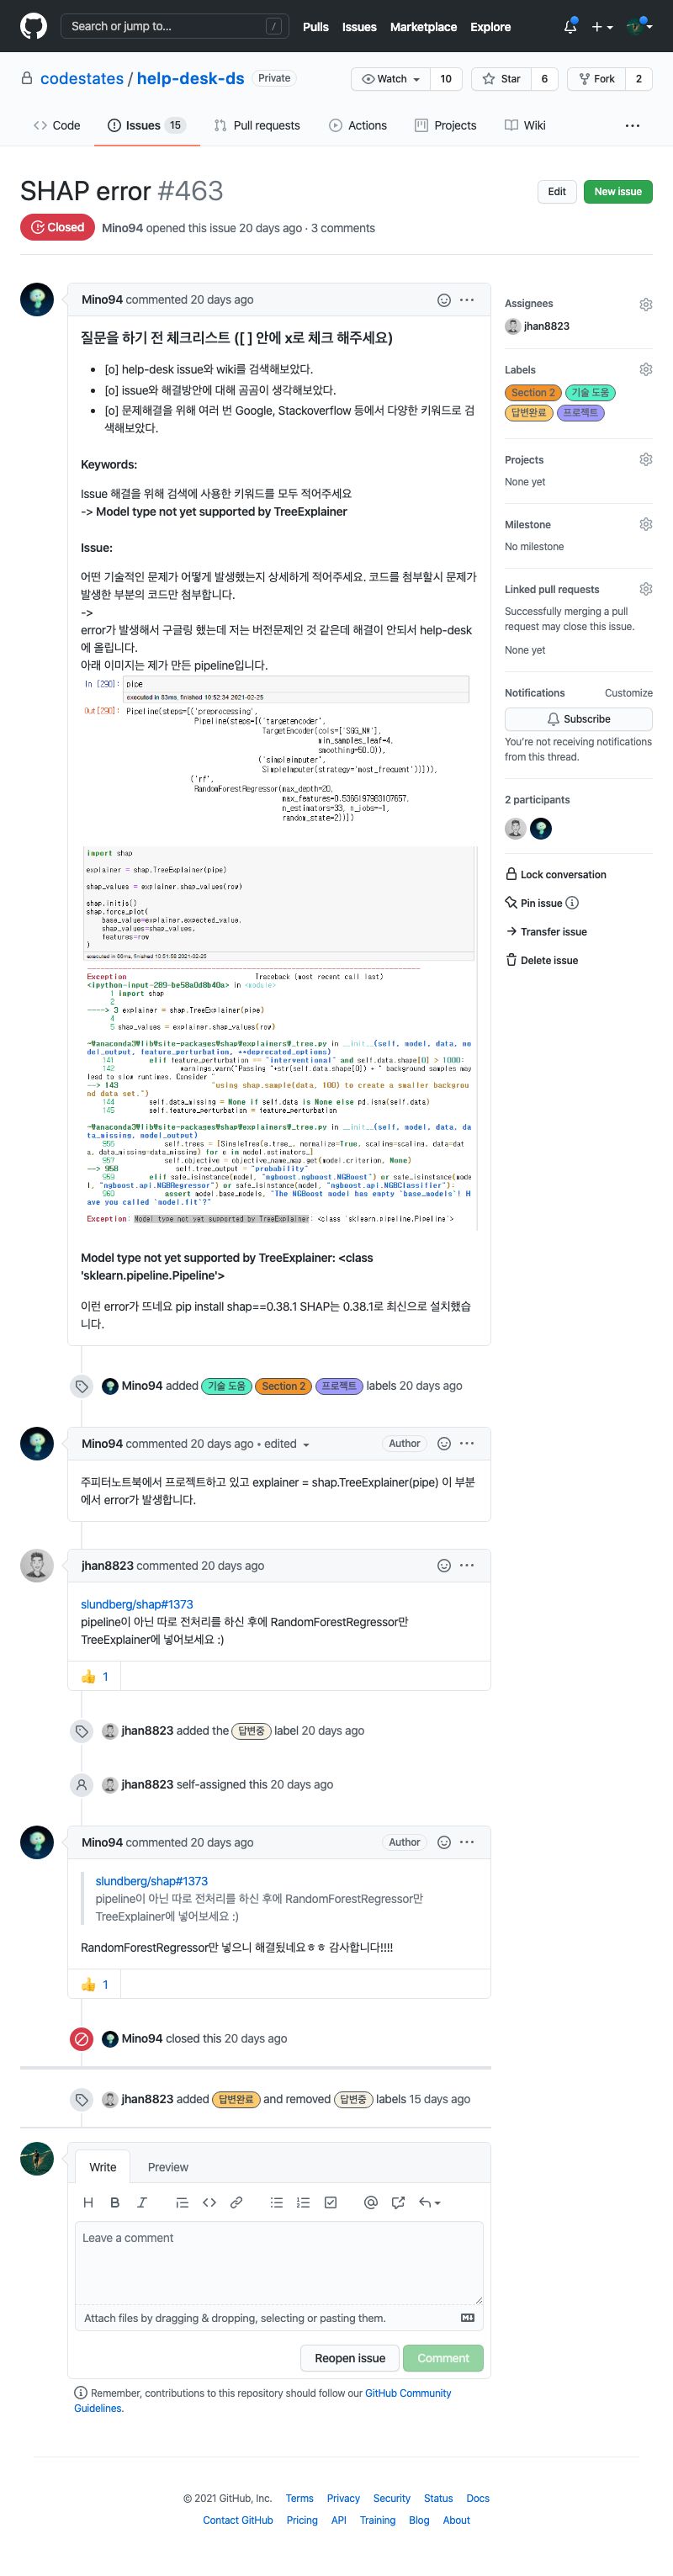 Search or jump to...
/
Pulls
Issues
Marketplace
Explore
codestates / help-desk-ds
Private
Watch
10
Star
6
Fork
2
Code
Issues 15
Pull requests
Actions
Projects
Wiki
SHAP error #463
Edit
New issue
Closed
Mino94 opened this issue 20 days ago · 3 comments
Mino94 commented 20 days ago
질문을 하기 전 체크리스트 ([ ] 안에 x로 체크 해주세요)
• [o] help-desk issue와 wiki를 검색해보았다.
• [o] issue와 해결방안에 대해 곰곰이 생각해보았다.
• [o] 문제해결을 위해 여러 번 Google, Stackoverflow 등에서 다양한 키워드로 검
색해보았다.
Keywords:
Issue 해결을 위해 검색에 사용한 키워드를 모두 적어주세요
-> Model type not yet supported by TreeExplainer
Issue:
어떤 기술적인 문제가 어떻게 발생했는지 상세하게 적어주세요. 코드를 첨부할시 문제가
발생한 부분의 코드만 첨부합니다.
->
error가 발생해서 구글링 했는데 저는 버전문제인 것 같은데 해결이 안되서 help-desk
에 올립니다.
아래 이미지는 제가 만든 pipeline입니다.
In [290]: pipe
executed in 83ms, finished 10:52:34 2021-02-25
Out[290]: Pipeline(steps=[('preprocessing',
Pipeline(steps=[('targetencoder',
TargetEncoder(cols=['SGG_NM'],
min_samples_leaf=4,
smoothing=50.0)),
('simpleimputer',
SimpleImputer(strategy='most_frequent'))])),
('rf',
RandomForestRegressor(max_depth=20,
max_features=0.5366197983107657,
n_estimators=33, n_jobs=-1,
random_state=2))])
import shap
explainer = shap.TreeExplainer(pipe)
shap_values = explainer.shap_values(row)
shap.initjs()
shap.force_plot(
base_value=explainer.expected_value,
shap_values=shap_values,
features=row
)
Exception Traceback (most recent call last)
<ipython-input-289-be58a0d8b40a> in <module>
1 import shap
2
----> 3 explainer = shap.TreeExplainer(pipe)
4
5 shap_values = explainer.shap_values(row)
~₩anaconda3₩lib₩site-packages₩shap₩explainers₩_tree.py in __init__(self, model, data, mo
del_output, feature_perturbation, **deprecated_options)
141 elif feature_perturbation == "interventional" and self.data.shape[0] > 1000:
142 warnings.warn("Passing "+str(self.data.shape[0]) + " background samples may
lead to slow runtimes. Consider "
--> 143 "using shap.sample(data, 100) to create a smaller backgrou
nd data set.")
144 self.data_missing = None if self.data is None else pd.isna(self.data)
145 self.feature_perturbation = feature_perturbation
~₩anaconda3₩lib₩site-packages₩shap₩explainers₩_tree.py in __init__(self, model, data, da
ta_missing, model_output)
956 self.trees = [SingleTree(e.tree_, normalize=True, scaling=scaling, data=dat
a, data_missing=data_missing) for e in model.estimators_]
957 self.objective = objective_name_map.get(model.criterion, None)
--> 958 self.tree_output = "probability"
959 elif safe_isinstance(model, "ngboost.ngboost.NGBoost") or safe_isinstance(mode
l, "ngboost.api.NGBRegressor") or safe_isinstance(model, "ngboost.api.NGBClassifier"):
960 assert model.base_models, "The NGBoost model has empty `base_models`! H
ave you called `model.fit`?"
Exception: Model type not yet supported by TreeExplainer: <class 'sklearn.pipeline.Pipeline'>
Model type not yet supported by TreeExplainer: <class
'sklearn.pipeline.Pipeline'>
이런 error가 뜨네요 pip install shap==0.38.1 SHAP는 0.38.1로 최신으로 설치했습
니다.
Mino94 added 기술 도움 Section 2 프로젝트 labels 20 days ago
Mino94 commented 20 days ago • edited
Author
주피터노트북에서 프로젝트하고 있고 explainer = shap.TreeExplainer(pipe) 이 부분
에서 error가 발생합니다.
jhan8823 commented 20 days ago
slundberg/shap#1373
pipeline이 아닌 따로 전처리를 하신 후에 RandomForestRegressor만
TreeExplainer에 넣어보세요 :)
👍 1
jhan8823 added the 답변중 label 20 days ago
jhan8823 self-assigned this 20 days ago
Mino94 commented 20 days ago
Author
slundberg/shap#1373
pipeline이 아닌 따로 전처리를 하신 후에 RandomForestRegressor만
TreeExplainer에 넣어보세요 :)
RandomForestRegressor만 넣으니 해결됬네요ㅎㅎ 감사합니다!!!!
👍 1
Mino94 closed this 20 days ago
jhan8823 added 답변완료 and removed 답변중 labels 15 days ago
Write
Preview
Leave a comment
Attach files by dragging & dropping, selecting or pasting them.
Reopen issue
Comment
Remember, contributions to this repository should follow our GitHub Community
Guidelines.
Assignees
jhan8823
Labels
Section 2
기술 도움
답변완료
프로젝트
Projects
None yet
Milestone
No milestone
Linked pull requests
Successfully merging a pull
request may close this issue.
None yet
Notifications
Customize
Subscribe
You're not receiving notifications
from this thread.
2 participants
Lock conversation
Pin issue
Transfer issue
Delete issue
© 2021 GitHub, Inc.
Terms
Privacy
Security
Status
Docs
Contact GitHub
Pricing
API
Training
Blog
About